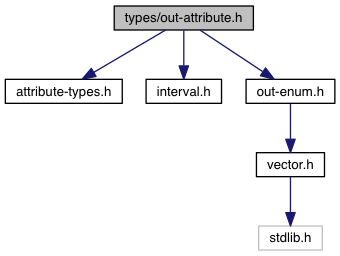 types/out-attribute.h
attribute-types.h interval.h out-enum.h
vector.h
stdlib.h